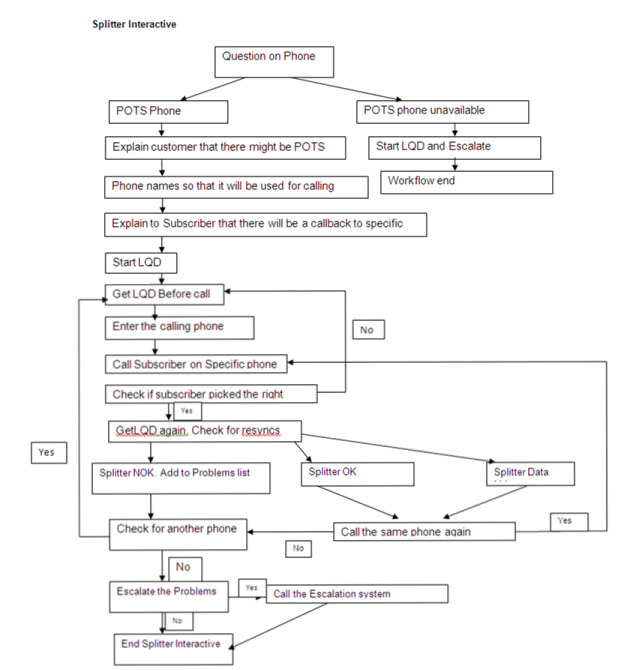 Splitter Interactive
Question on Phone
POTS Phone
POTS phone unavailable
Explain customer that there might be POTS
Start LQD and Escalate
Phone names so that it will be used for calling
Workflow end
Explain to Subscriber that there will be a callback to specific
Start LQD
Get LQD Before call
Enter the calling phone
No
Call Subscriber on Specific phone
Check if subscriber picked the right
Yes
GetLQD again. Check for resyncs
Yes
Splitter NOK. Add to Problems list
Splitter OK
Splitter Data
...
Check for another phone
Call the same phone again
Yes
No
No
Escalate the Problems
Yes
Call the Escalation system
No
End Splitter Interactive